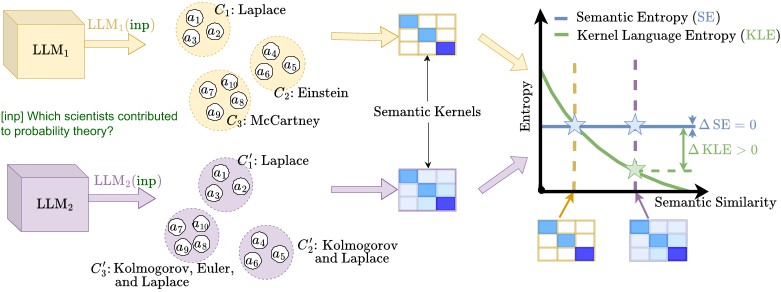 LLM₁
LLM₁(inp)
C₁: Laplace
a₁
a₂
a₃
C₂: Einstein
a₄
a₅
a₆
C₃: McCartney
a₇
a₁₀
a₈
a₉
[inp] Which scientists contributed
to probability theory?
LLM₂
LLM₂(inp)
C′₁: Laplace
a₁
a₂
a₃
C′₂: Kolmogorov
and Laplace
a₄
a₅
a₆
C′₃: Kolmogorov, Euler,
and Laplace
a₇
a₁₀
a₉
a₈
Semantic Kernels
Semantic Entropy (SE)
Kernel Language Entropy (KLE)
Entropy
Δ SE = 0
Δ KLE > 0
Semantic Similarity